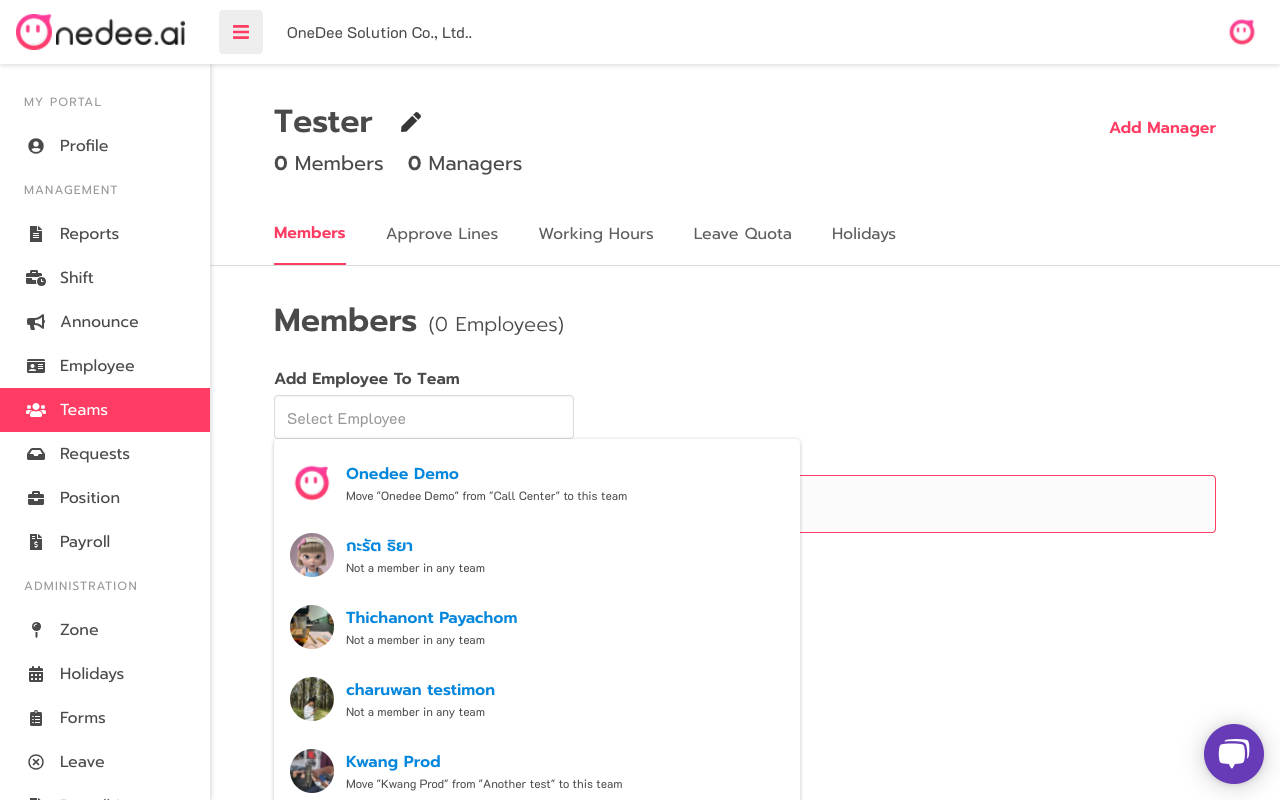 Onedee.ai
OneDee Solution Co., Ltd..
MY PORTAL
Profile
MANAGEMENT
Reports
Shift
Announce
Employee
Teams
Requests
Position
Payroll
ADMINISTRATION
Zone
Holidays
Forms
Leave
Tester
Add Manager
0 Members 0 Managers
Members Approve Lines Working Hours Leave Quota Holidays
Members (0 Employees)
Add Employee To Team
Select Employee
Onedee Demo
Move "Onedee Demo" from "Call Center" to this team
กะรัต ธิยา
Not a member in any team
Thichanont Payachom
Not a member in any team
charuwan testimon
Not a member in any team
Kwang Prod
Move "Kwang Prod" from "Another test" to this team